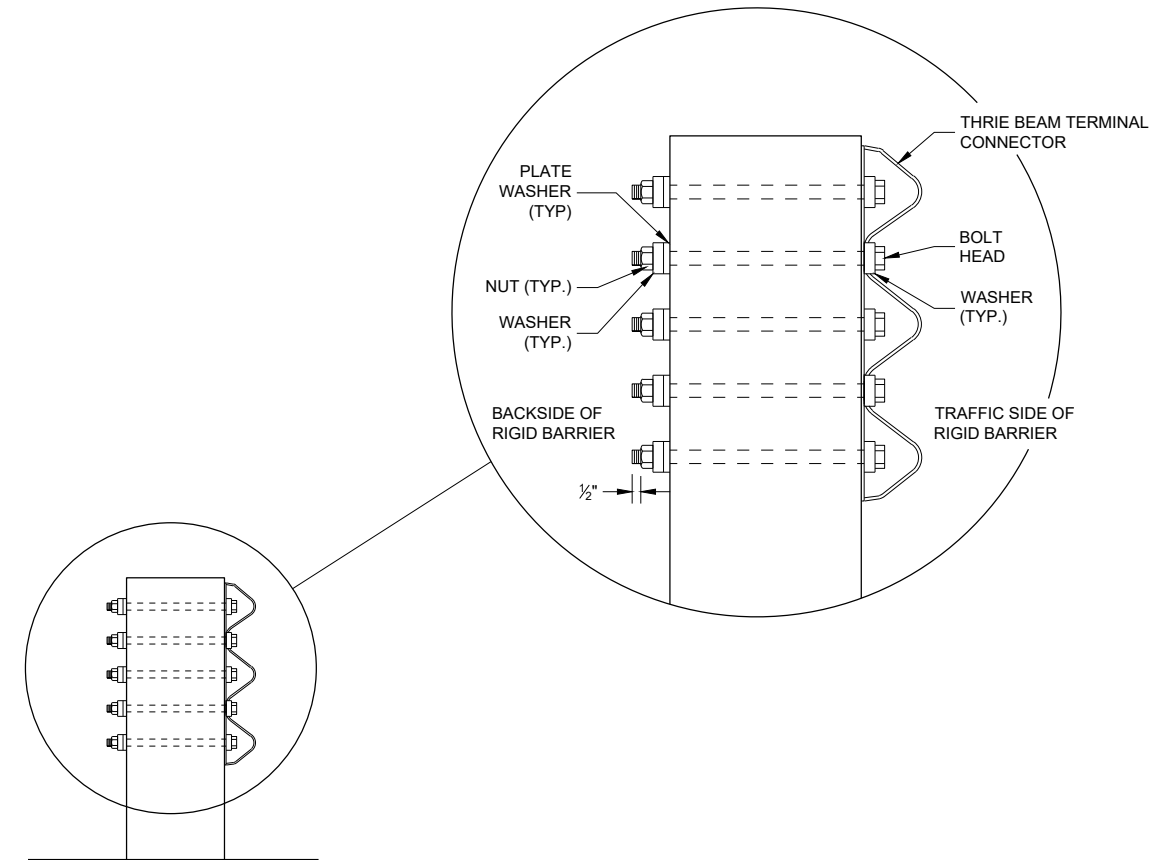 THRIE BEAM TERMINAL
CONNECTOR
PLATE
WASHER
(TYP)
BOLT
HEAD
NUT (TYP.)
WASHER
(TYP.)
WASHER
(TYP.)
BACKSIDE OF
RIGID BARRIER
TRAFFIC SIDE OF
RIGID BARRIER
½"